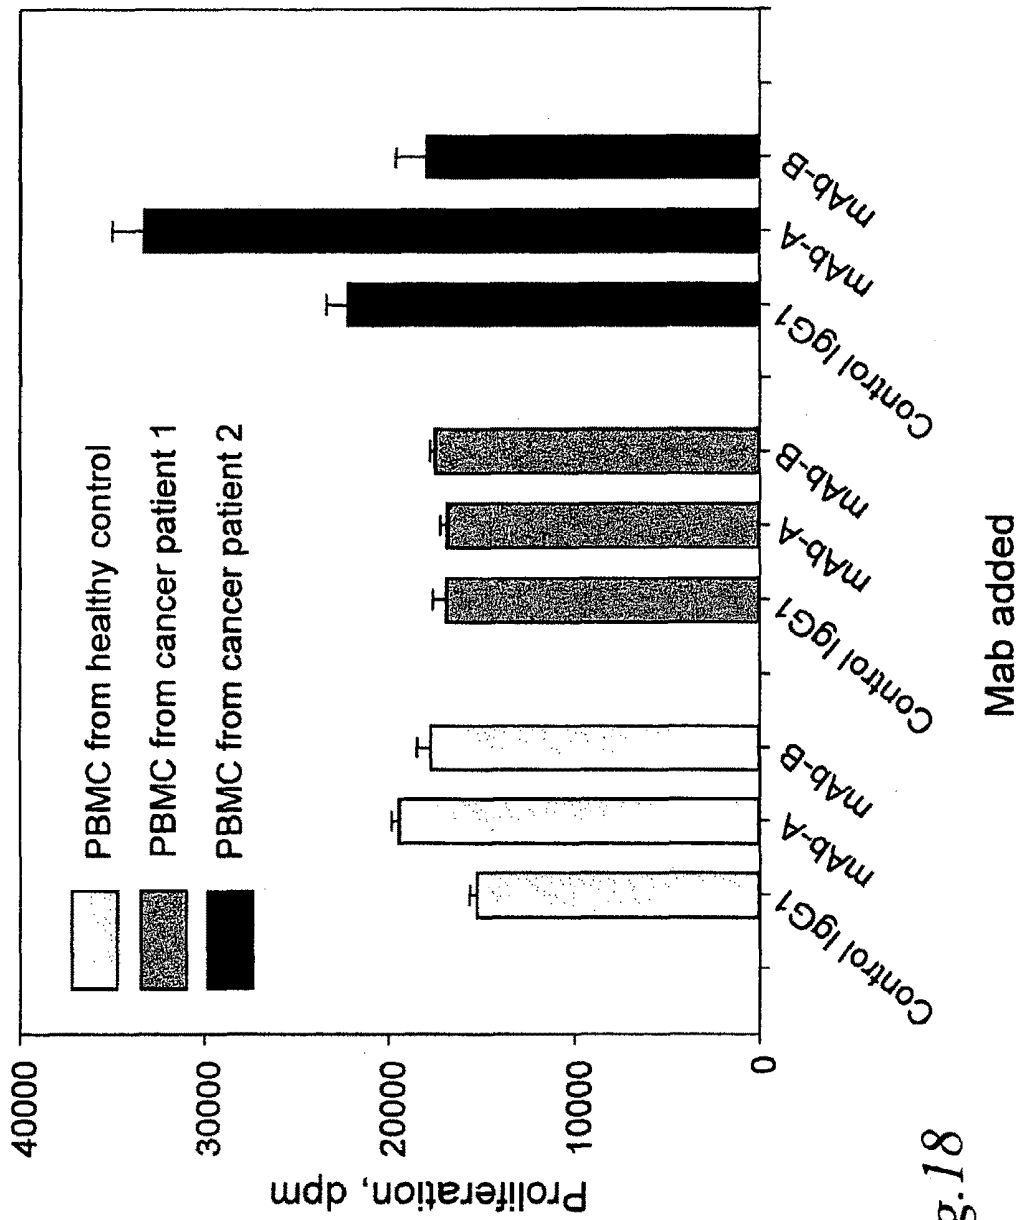 Proliferation, dpm
40000
30000
20000
10000
0
PBMC from healthy control
PBMC from cancer patient 1
PBMC from cancer patient 2
Control IgG1
mAb-A
mAb-B
Control IgG1
mAb-A
mAb-B
Control IgG1
mAb-A
mAb-B
Mab added
g.18